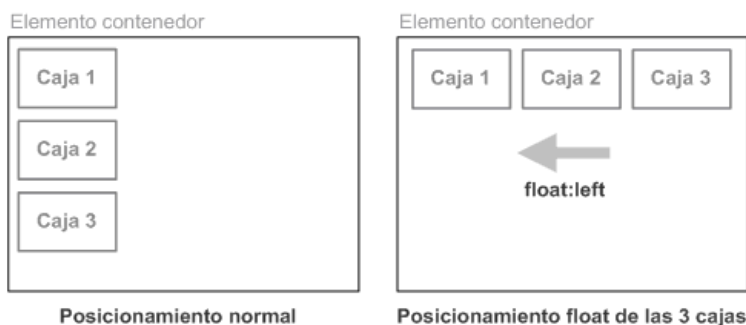 Elemento contenedor
Caja 1
Caja 2
Caja 3
Posicionamiento normal
Elemento contenedor
Caja 1 Caja 2 Caja 3
float:left
Posicionamiento float de las 3 cajas